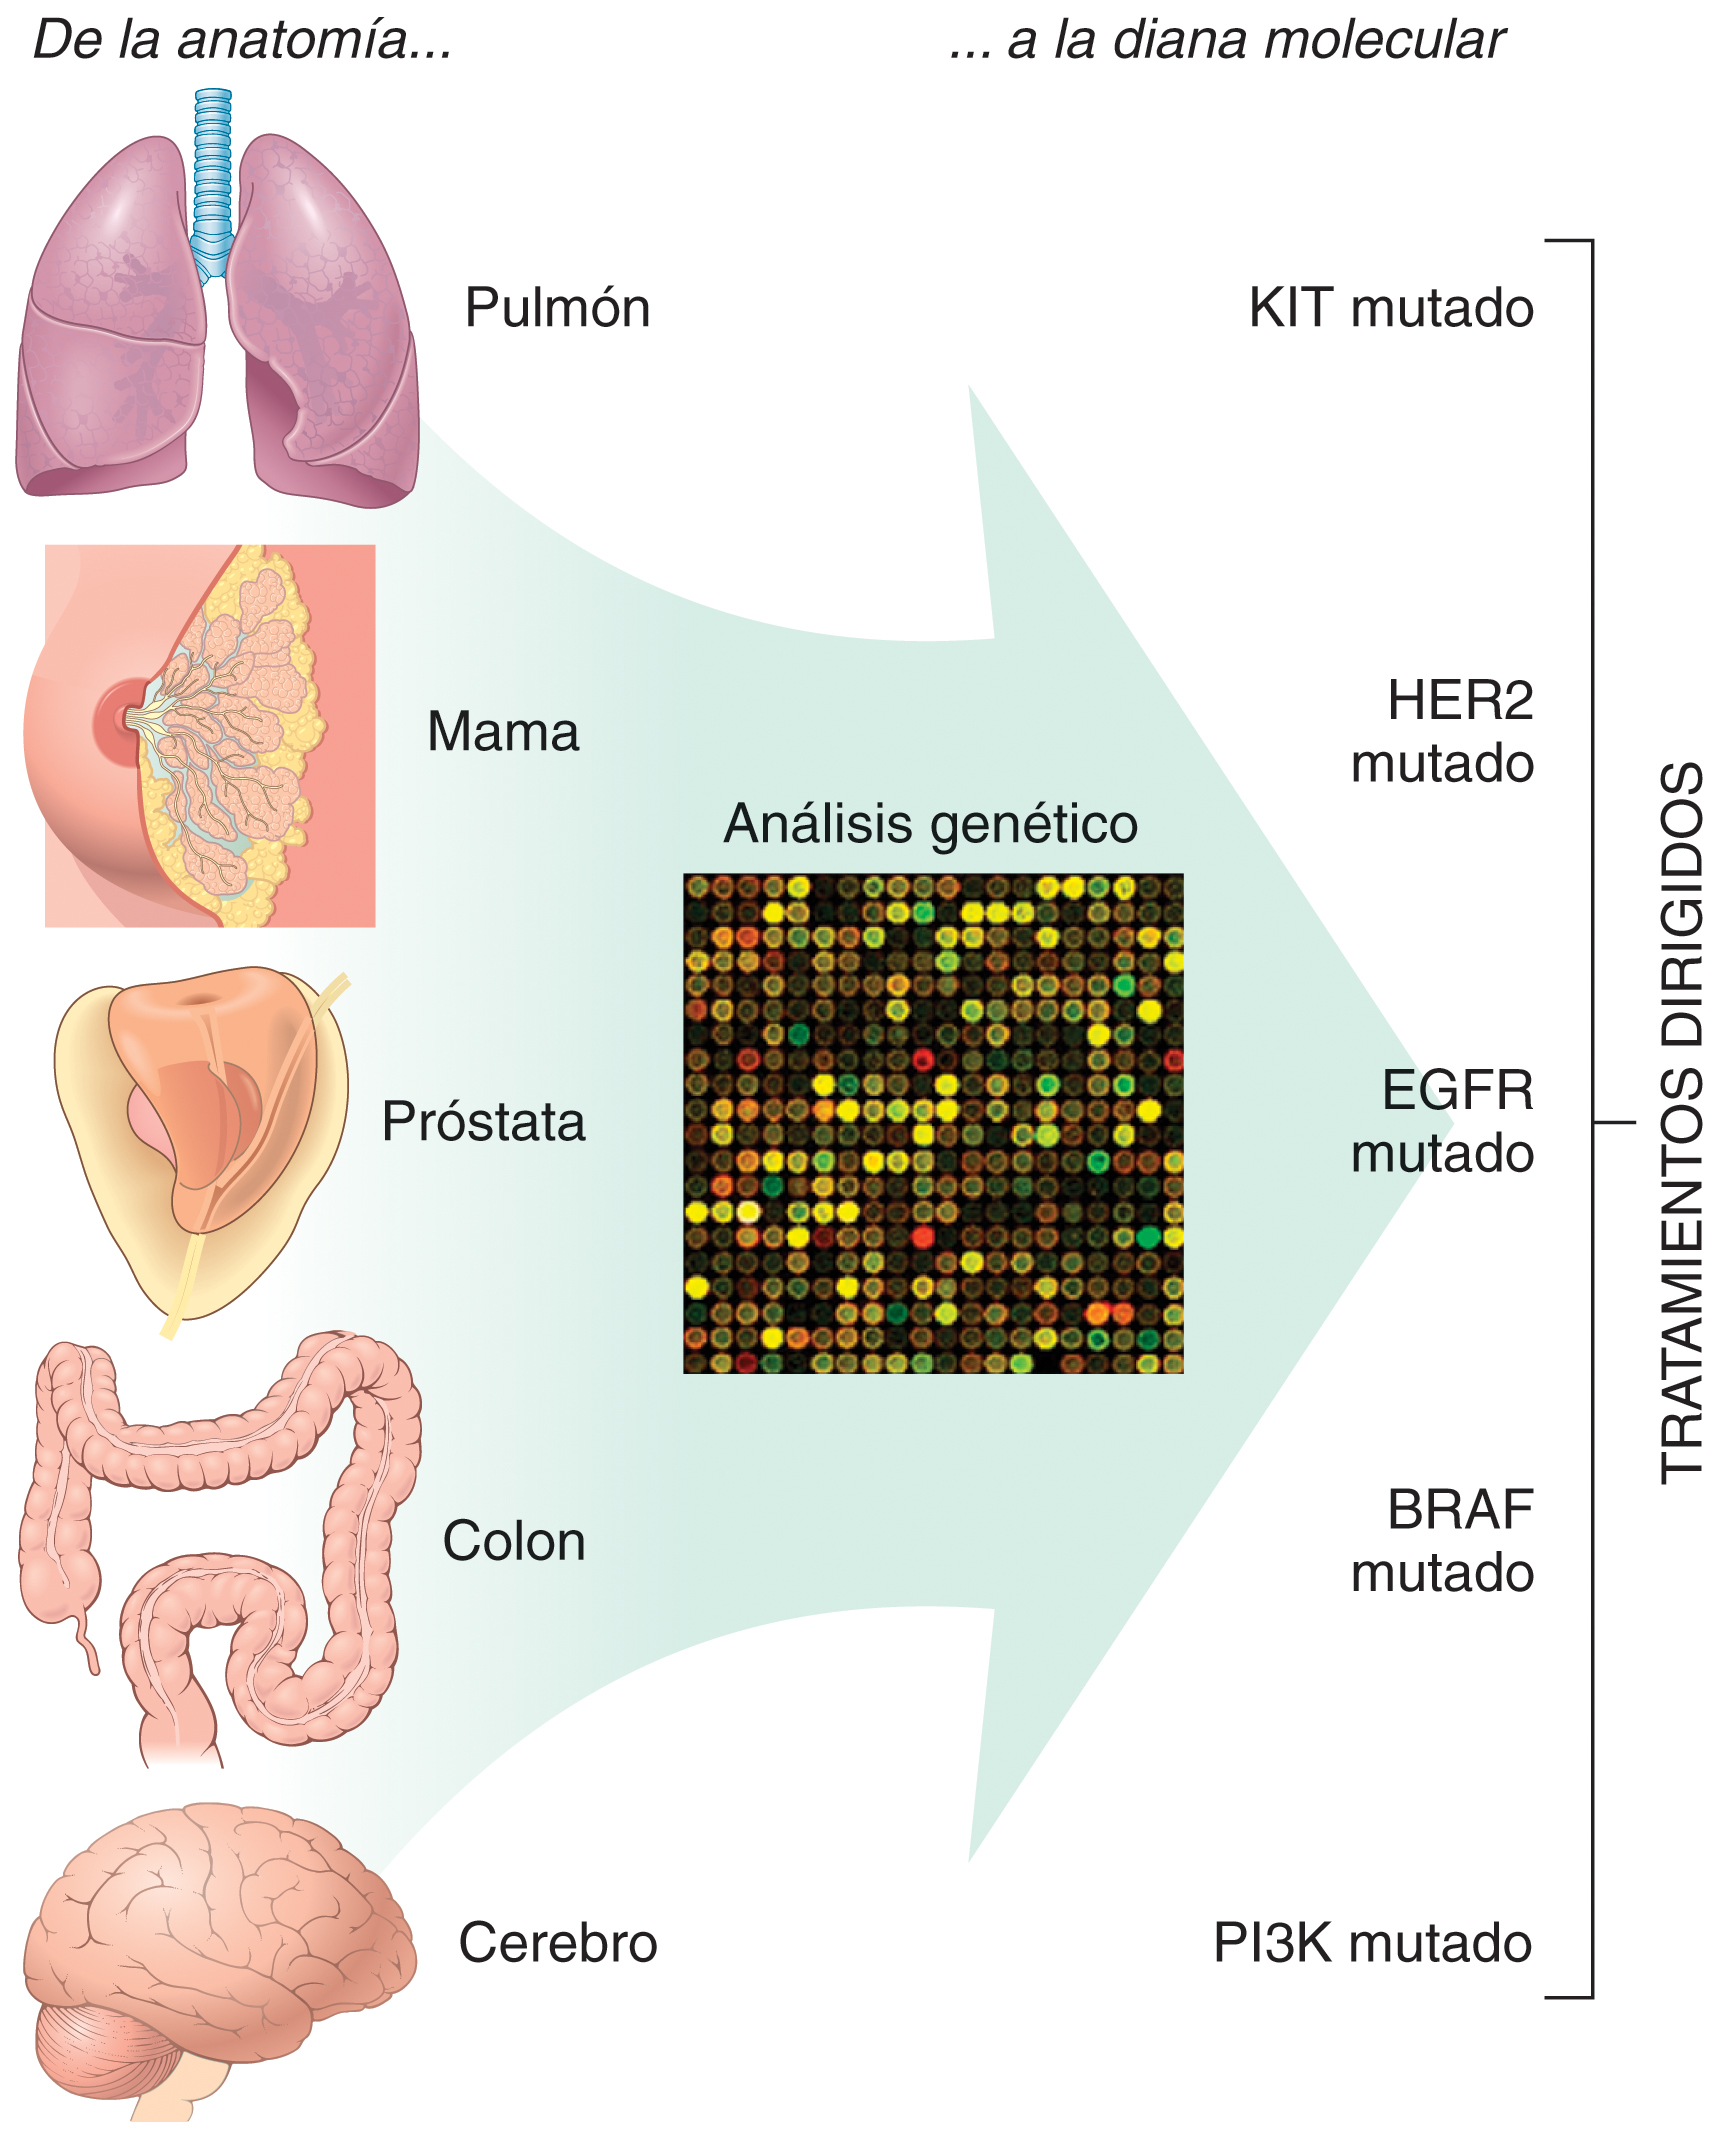 De la anatomía...
... a la diana molecular
Pulmón
KIT mutado
Mama
HER2
mutado
Análisis genético
Próstata
EGFR
mutado
Colon
BRAF
mutado
Cerebro
PI3K mutado
TRATAMIENTOS DIRIGIDOS